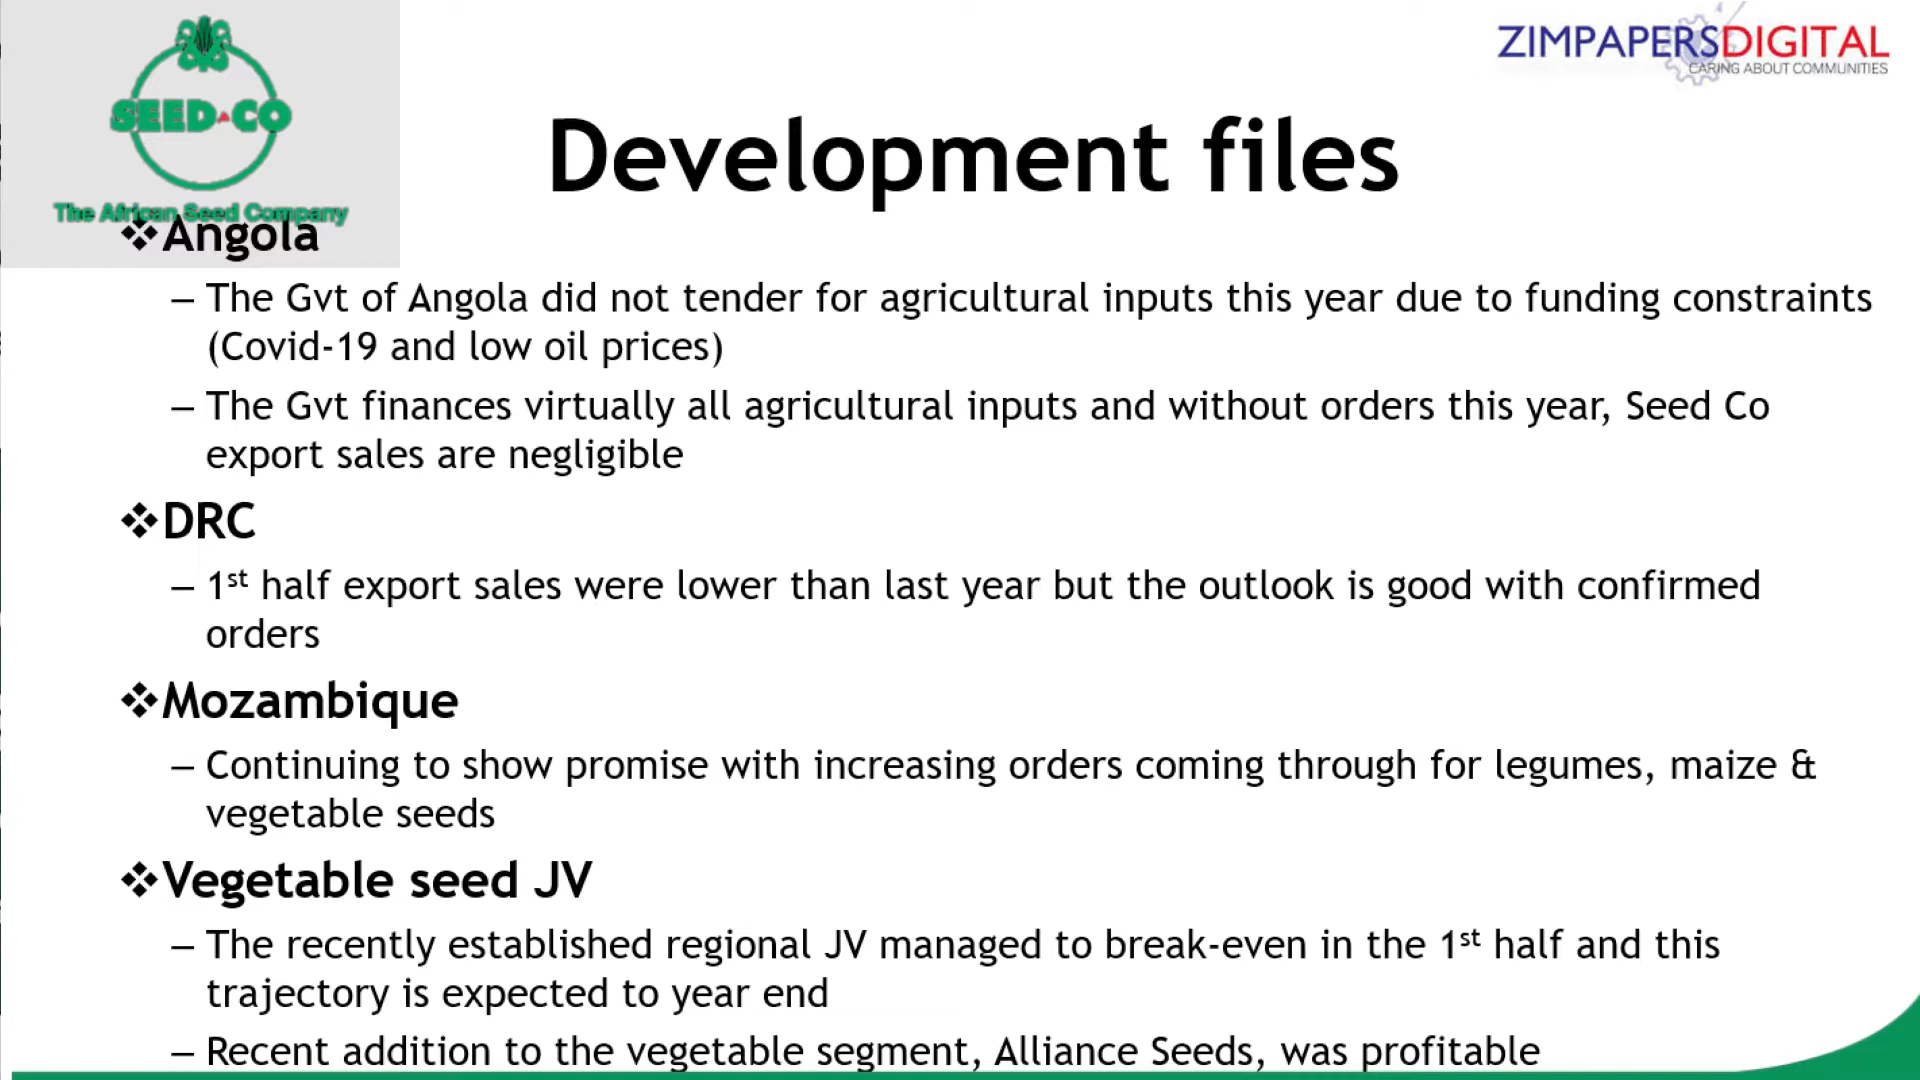 SEED CO
The African Seed Company
ZIMPAPERSDIGITAL
CARING ABOUT COMMUNITIES
Development files
❖Angola
– The Gvt of Angola did not tender for agricultural inputs this year due to funding constraints
(Covid-19 and low oil prices)
– The Gvt finances virtually all agricultural inputs and without orders this year, Seed Co
export sales are negligible
❖DRC
– 1st half export sales were lower than last year but the outlook is good with confirmed
orders
❖Mozambique
– Continuing to show promise with increasing orders coming through for legumes, maize &
vegetable seeds
❖Vegetable seed JV
– The recently established regional JV managed to break-even in the 1st half and this
trajectory is expected to year end
– Recent addition to the vegetable segment, Alliance Seeds, was profitable